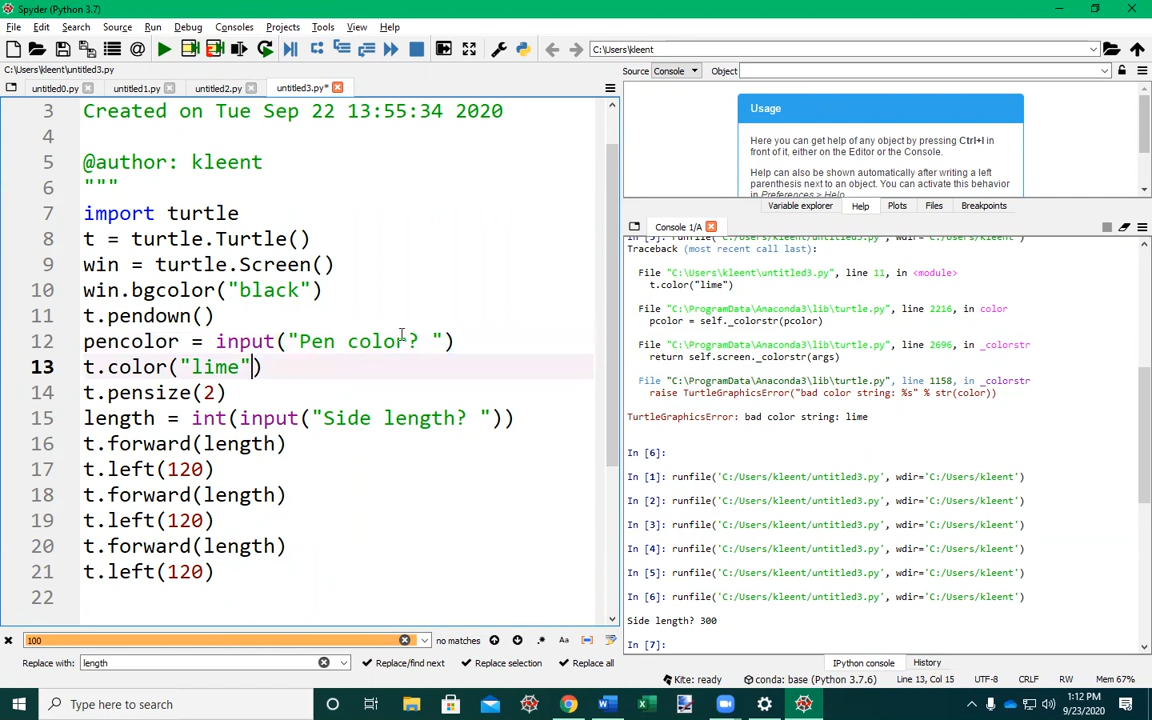 Spyder (Python 3.7)
File Edit Search Source Run Debug Consoles Projects Tools View Help
C:\Users\kleent
C:\Users\kleent\untitled3.py
Source Console Object
untitled0.py untitled1.py untitled2.py untitled3.py*
3 Created on Tue Sep 22 13:55:34 2020
4
5 @author: kleent
6 """
7 import turtle
8 t = turtle.Turtle()
9 win = turtle.Screen()
10 win.bgcolor("black")
11 t.pendown()
12 pencolor = input("Pen color? ")
13 t.color("lime")
14 t.pensize(2)
15 length = int(input("Side length? "))
16 t.forward(length)
17 t.left(120)
18 t.forward(length)
19 t.left(120)
20 t.forward(length)
21 t.left(120)
22
Usage
Here you can get help of any object by pressing Ctrl+I in
front of it, either on the Editor or the Console.
Help can also be shown automatically after writing a left
parenthesis next to an object. You can activate this behavior
in Preferences > Help.
Variable explorer Help Plots Files Breakpoints
Console 1/A
In [5]: runfile('C:/Users/kleent/untitled3.py', wdir='C:/Users/kleent')
Traceback (most recent call last):
File "C:\Users\kleent\untitled3.py", line 11, in <module>
t.color("lime")
File "C:\ProgramData\Anaconda3\lib\turtle.py", line 2216, in color
pcolor = self._colorstr(pcolor)
File "C:\ProgramData\Anaconda3\lib\turtle.py", line 2696, in _colorstr
return self.screen._colorstr(args)
File "C:\ProgramData\Anaconda3\lib\turtle.py", line 1158, in _colorstr
raise TurtleGraphicsError("bad color string: %s" % str(color))
TurtleGraphicsError: bad color string: lime
In [6]:
In [1]: runfile('C:/Users/kleent/untitled3.py', wdir='C:/Users/kleent')
In [2]: runfile('C:/Users/kleent/untitled3.py', wdir='C:/Users/kleent')
In [3]: runfile('C:/Users/kleent/untitled3.py', wdir='C:/Users/kleent')
In [4]: runfile('C:/Users/kleent/untitled3.py', wdir='C:/Users/kleent')
In [5]: runfile('C:/Users/kleent/untitled3.py', wdir='C:/Users/kleent')
In [6]: runfile('C:/Users/kleent/untitled3.py', wdir='C:/Users/kleent')
Side length? 300
In [7]:
100 no matches Aa
Replace with: length Replace/find next Replace selection Replace all
IPython console History
Kite: ready conda: base (Python 3.7.6) Line 13, Col 15 UTF-8 CRLF RW Mem 67%
Type here to search
1:12 PM
9/23/2020